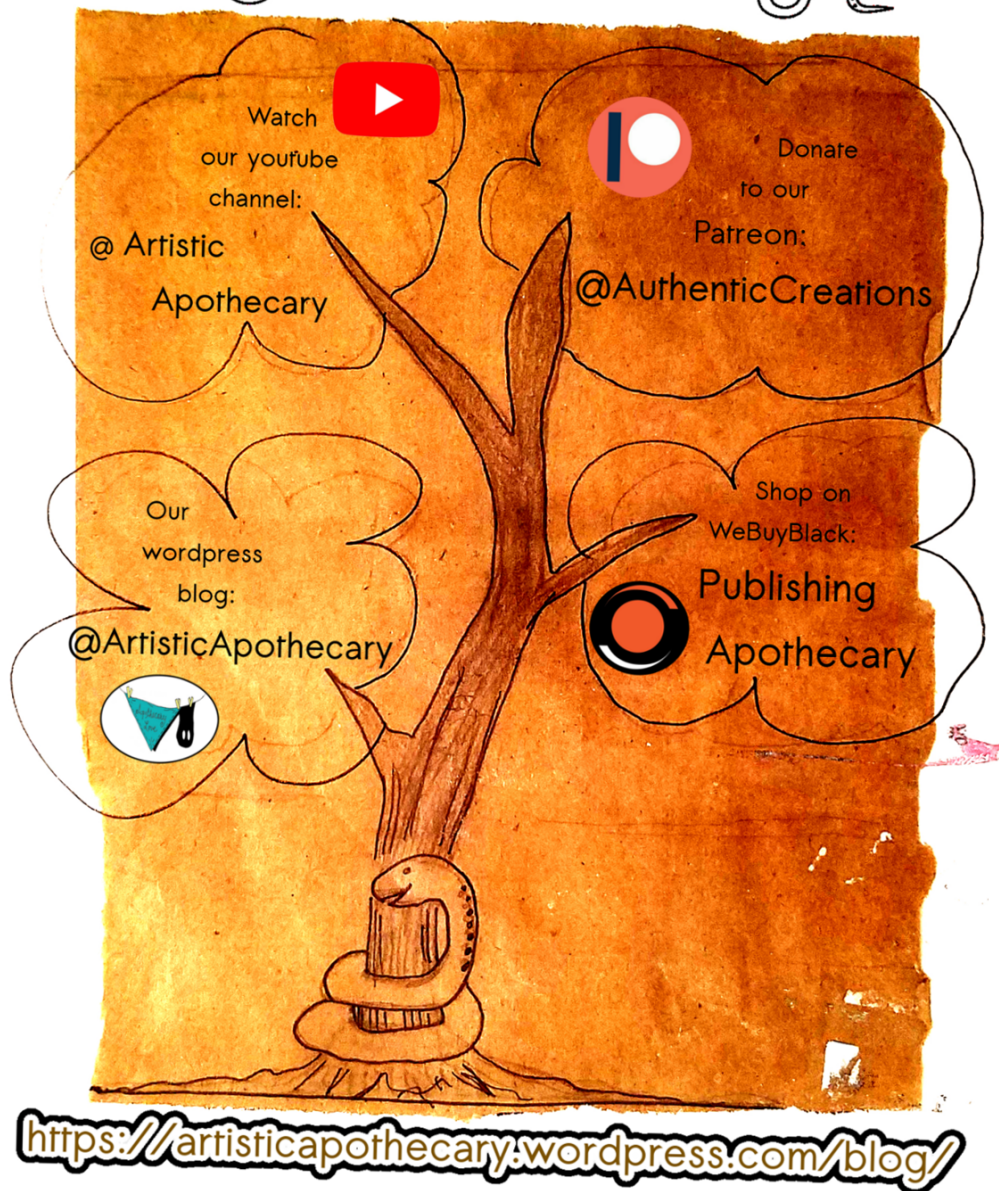 Watch
our youtube
channel:
@ Artistic
Apothecary
Donate
to our
Patreon:
@AuthenticCreations
Our
wordpress
blog:
@ArtisticApothecary
Shop on
WeBuyBlack:
Publishing
Apothecary
https://artisticapothecary.wordpress.com/blog/